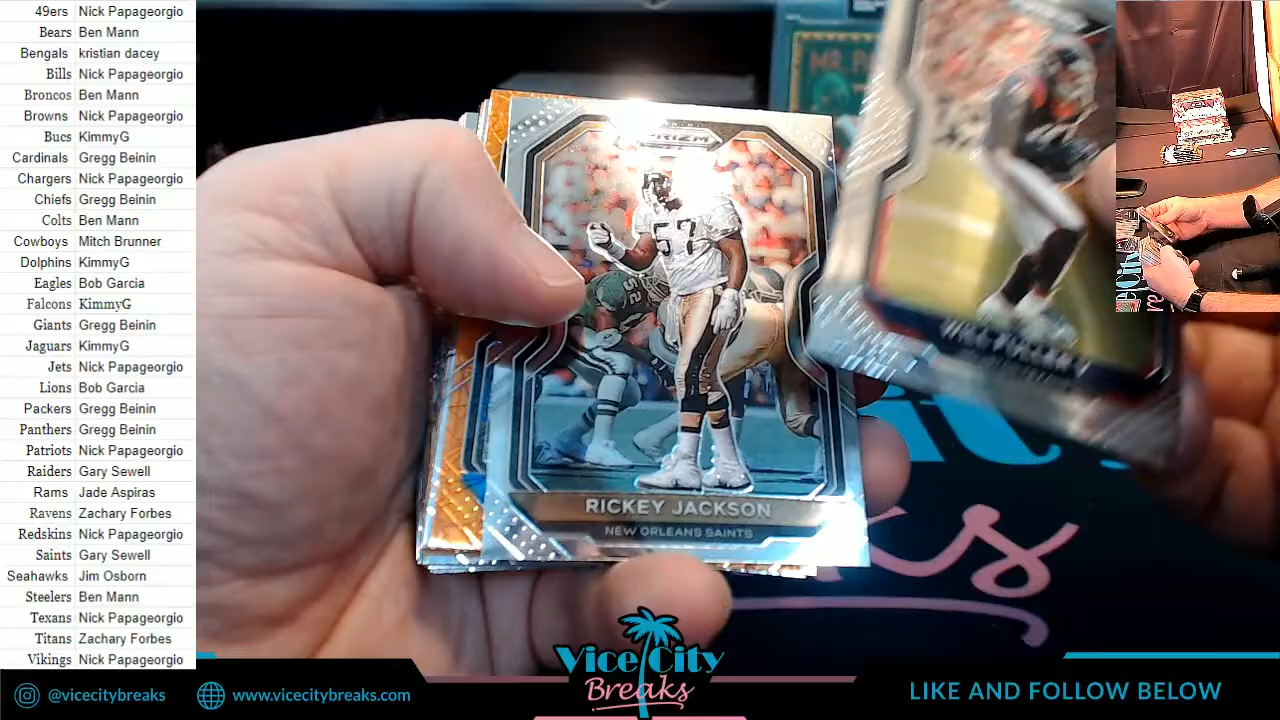 49ers Nick Papageorgio
Bears Ben Mann
Bengals kristian dacey
Bills Nick Papageorgio
Broncos Ben Mann
Browns Nick Papageorgio
Bucs KimmyG
Cardinals Gregg Beinin
Chargers Nick Papageorgio
Chiefs Gregg Beinin
Colts Ben Mann
Cowboys Mitch Brunner
Dolphins KimmyG
Eagles Bob Garcia
Falcons KimmyG
Giants Gregg Beinin
Jaguars KimmyG
Jets Nick Papageorgio
Lions Bob Garcia
Packers Gregg Beinin
Panthers Gregg Beinin
Patriots Nick Papageorgio
Raiders Gary Sewell
Rams Jade Aspiras
Ravens Zachary Forbes
Redskins Nick Papageorgio
Saints Gary Sewell
Seahawks Jim Osborn
Steelers Ben Mann
Texans Nick Papageorgio
Titans Zachary Forbes
Vikings Nick Papageorgio
MR.
PRIZM
57
52
RICKEY JACKSON
NEW ORLEANS SAINTS
Vice City
Breaks
@vicecitybreaks
www.vicecitybreaks.com
LIKE AND FOLLOW BELOW